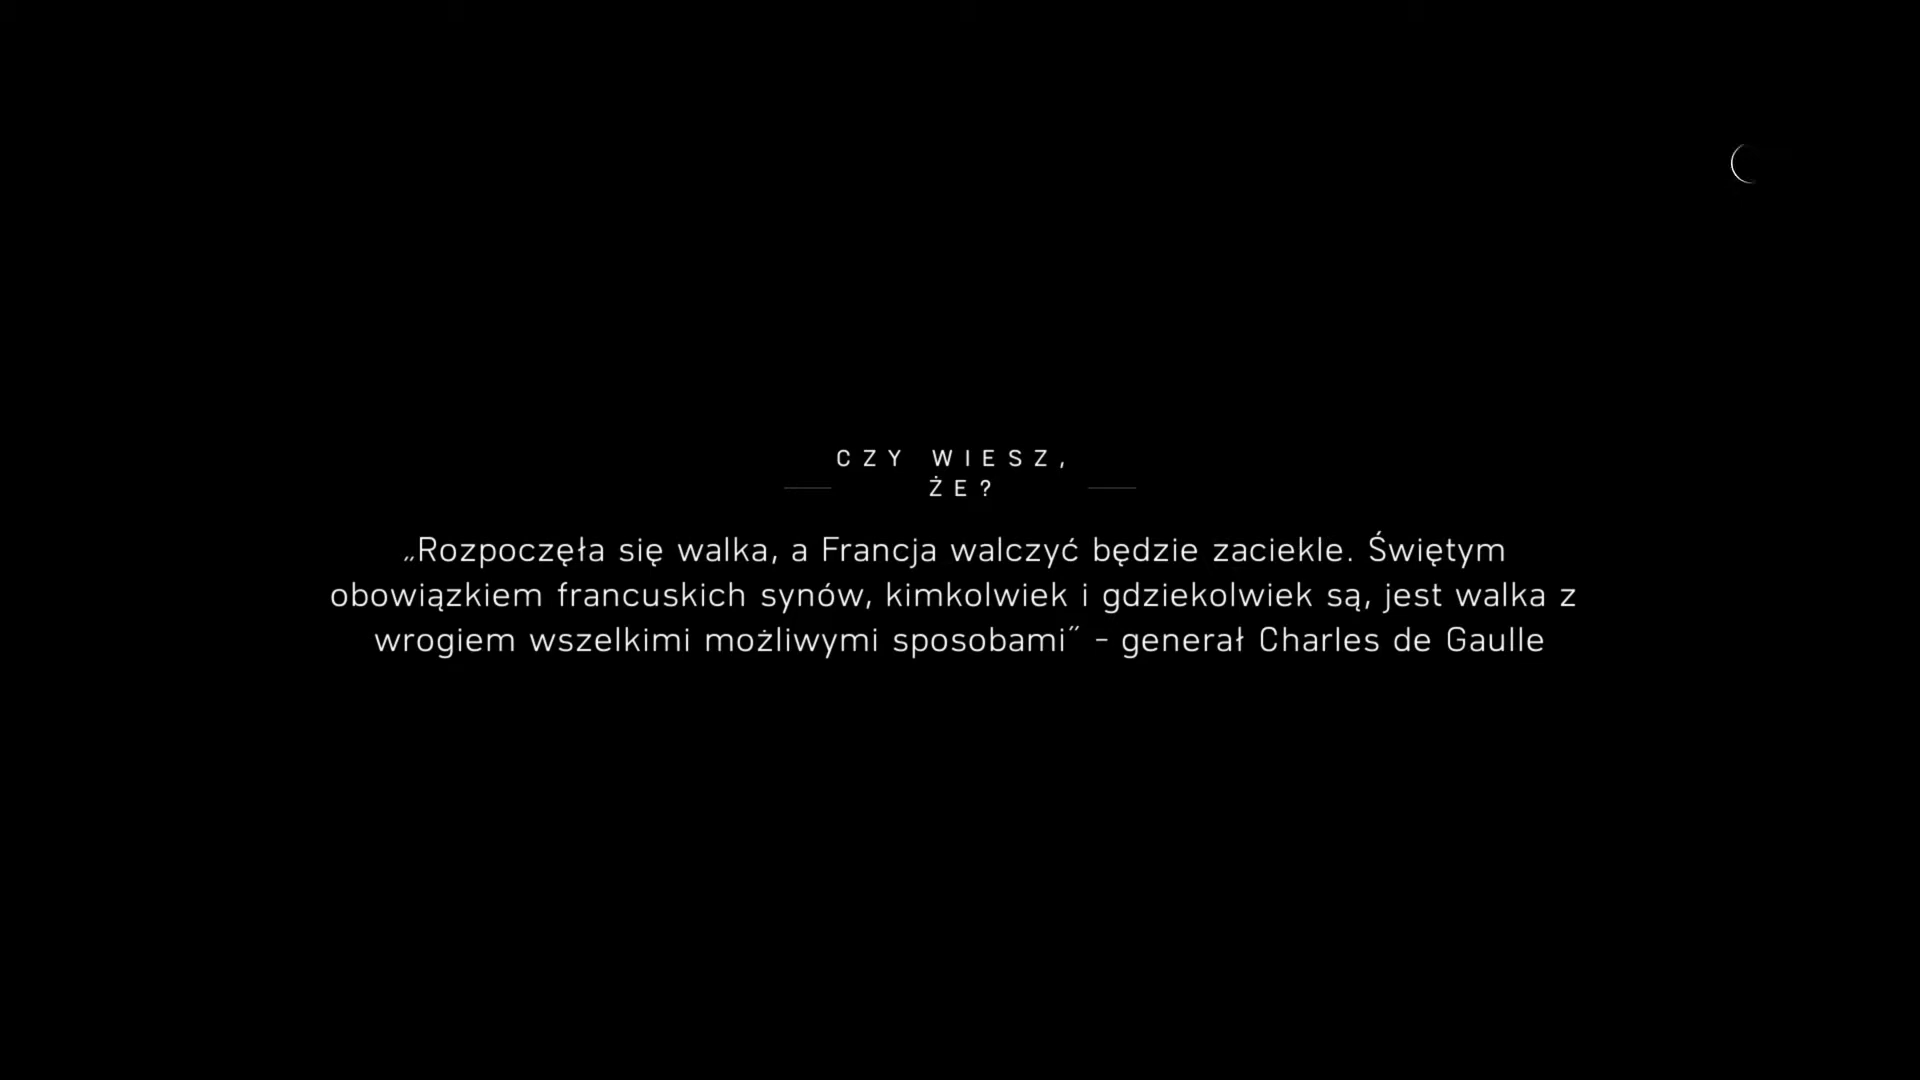 CZY WIESZ,
ŻE?
„Rozpoczęła się walka, a Francja walczyć będzie zaciekle. Świętym
obowiązkiem francuskich synów, kimkolwiek i gdziekolwiek są, jest walka z
wrogiem wszelkimi możliwymi sposobami” – generał Charles de Gaulle